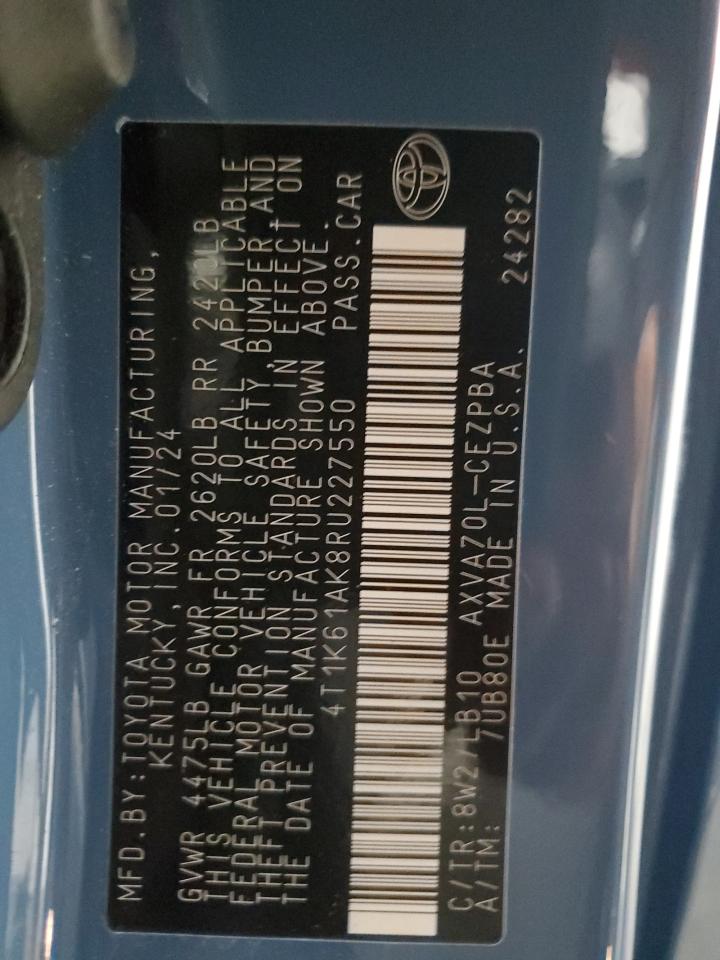 MFD.BY:TOYOTA MOTOR MANUFACTURING,
KENTUCKY,INC.01/24
GVWR 4475LB GAWR FR 2620LB RR 2420LB
THIS VEHICLE CONFORMS TO ALL APPLICABLE
FEDERAL MOTOR VEHICLE SAFETY,BUMPER,AND
THEFT PREVENTION STANDARDS IN EFFECT ON
THE DATE OF MANUFACTURE SHOWN ABOVE.
4T1K61AK8RU227550 PASS.CAR
C/TR:8W2/LB10 AXVA70L-CEZPBA
A/TM: 7UB80E MADE IN U.S.A. 24282